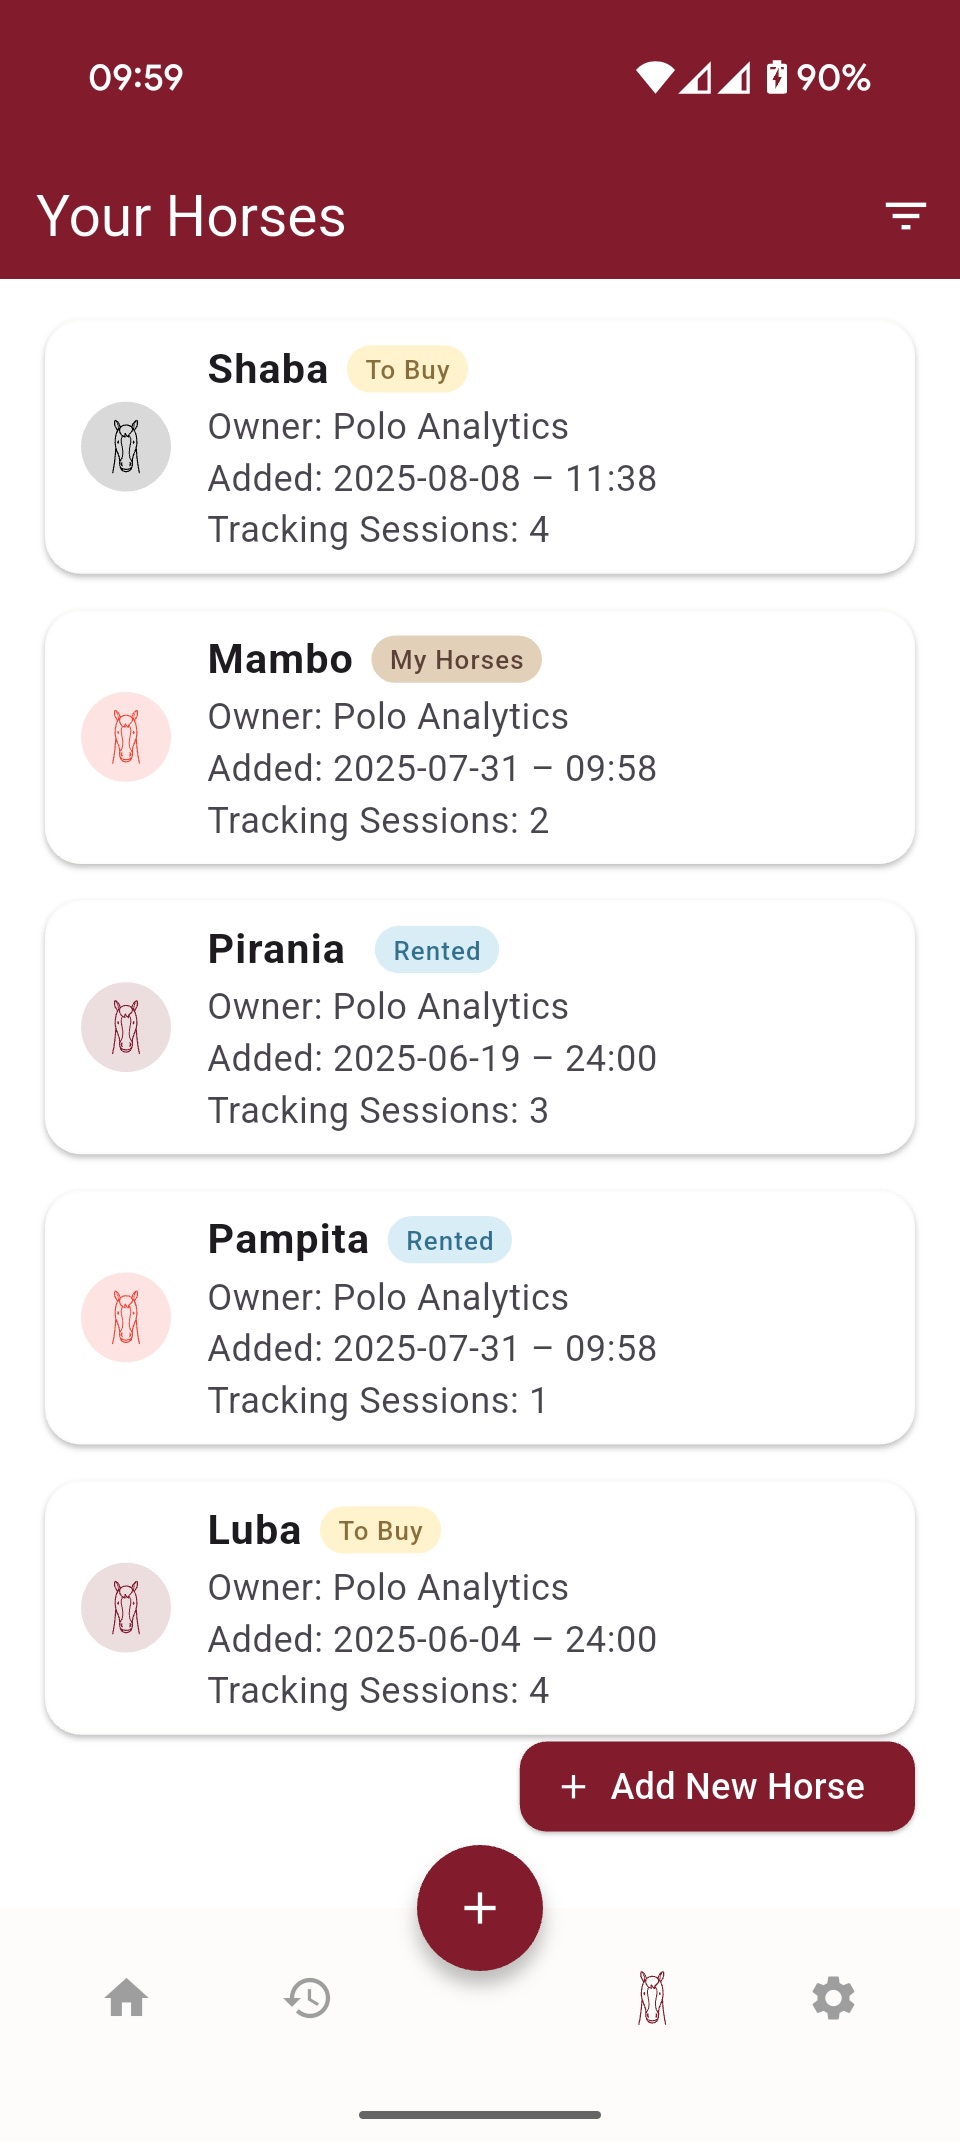 09:59
90%
Your Horses
Shaba
To Buy
Owner: Polo Analytics
Added: 2025-08-08 – 11:38
Tracking Sessions: 4
Mambo
My Horses
Owner: Polo Analytics
Added: 2025-07-31 – 09:58
Tracking Sessions: 2
Pirania
Rented
Owner: Polo Analytics
Added: 2025-06-19 – 24:00
Tracking Sessions: 3
Pampita
Rented
Owner: Polo Analytics
Added: 2025-07-31 – 09:58
Tracking Sessions: 1
Luba
To Buy
Owner: Polo Analytics
Added: 2025-06-04 – 24:00
Tracking Sessions: 4
+ Add New Horse
+